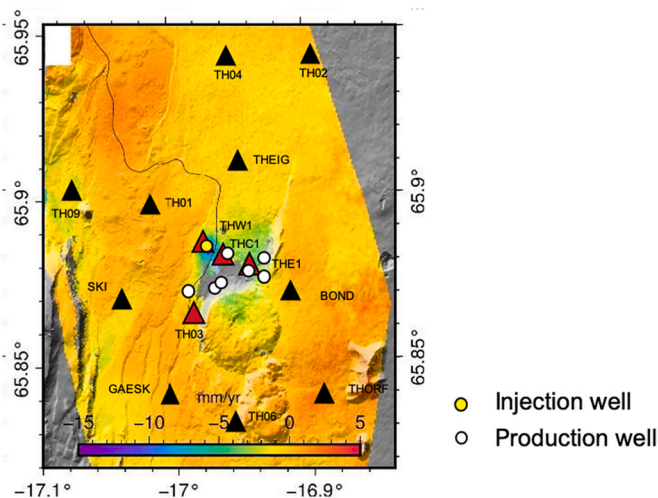 65.95°
TH04
TH02
THEIG
65.9°
65.9°
TH01
TH09
THW1
THC1
THE1
SKI
BOND
TH03
65.85°
65.85°
GAESK
mm/yr
THORF
TH06
−15 −10 −5 0 5
−17.1° −17° −16.9°
Injection well
Production well